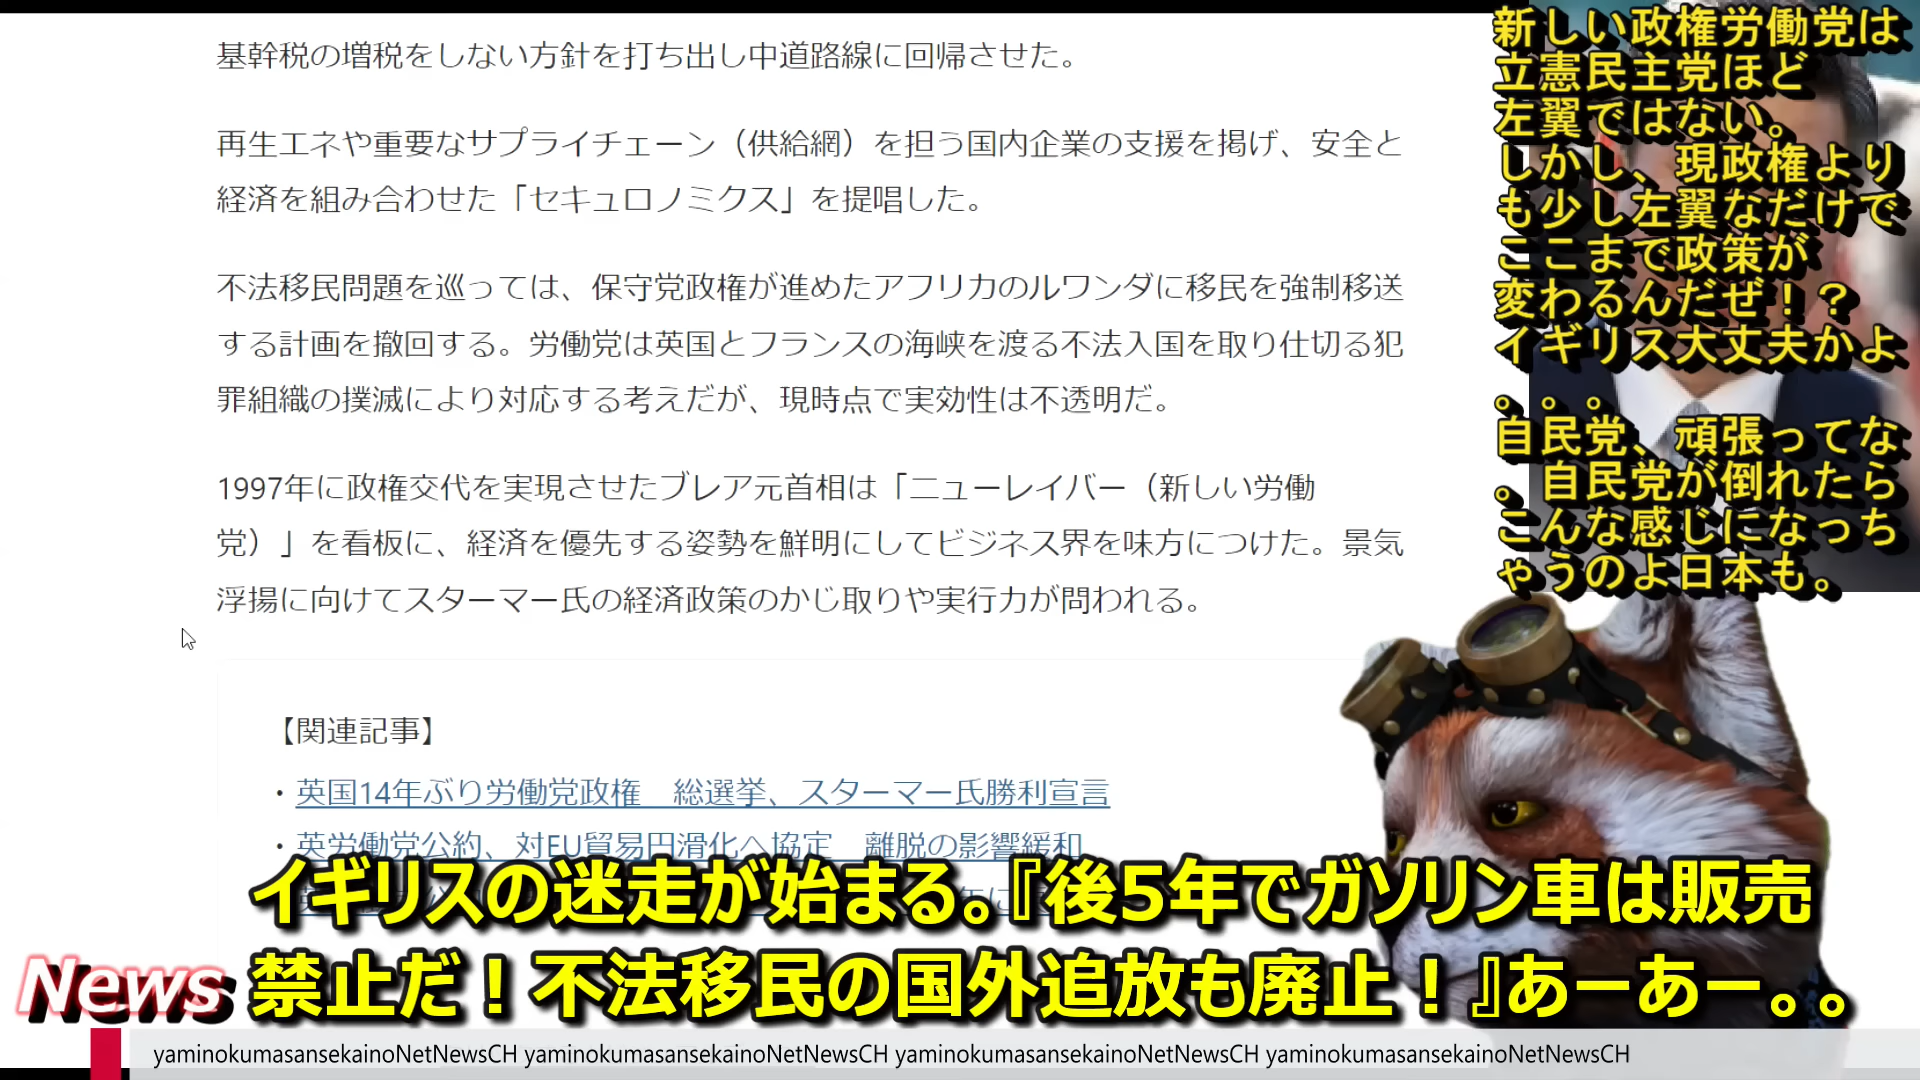 基幹税の増税をしない方針を打ち出し中道路線に回帰させた。
再生エネや重要なサプライチェーン（供給網）を担う国内企業の支援を掲げ、安全と
経済を組み合わせた「セキュロノミクス」を提唱した。
不法移民問題を巡っては、保守党政権が進めたアフリカのルワンダに移民を強制移送
する計画を撤回する。労働党は英国とフランスの海峡を渡る不法入国を取り仕切る犯
罪組織の撲滅により対応する考えだが、現時点で実効性は不透明だ。
1997年に政権交代を実現させたブレア元首相は「ニューレイバー（新しい労働
党）」を看板に、経済を優先する姿勢を鮮明にしてビジネス界を味方につけた。景気
浮揚に向けてスターマー氏の経済政策のかじ取りや実行力が問われる。
【関連記事】
・英国14年ぶり労働党政権　総選挙、スターマー氏勝利宣言
・英労働党公約、対EU貿易円滑化へ協定　離脱の影響緩和
新しい政権労働党は
立憲民主党ほど
左翼ではない。
しかし、現政権より
も少し左翼なだけで
ここまで政策が
変わるんだぜ！？
イギリス大丈夫かよ
。。。
自民党、頑張ってな
。自民党が倒れたら
こんな感じになっち
ゃうのよ日本も。
イギリスの迷走が始まる。『後5年でガソリン車は販売
禁止だ！不法移民の国外追放も廃止！』あーあー。。
News
yaminokumasansekainoNetNewsCH yaminokumasansekainoNetNewsCH yaminokumasansekainoNetNewsCH yaminokumasansekainoNetNewsCH